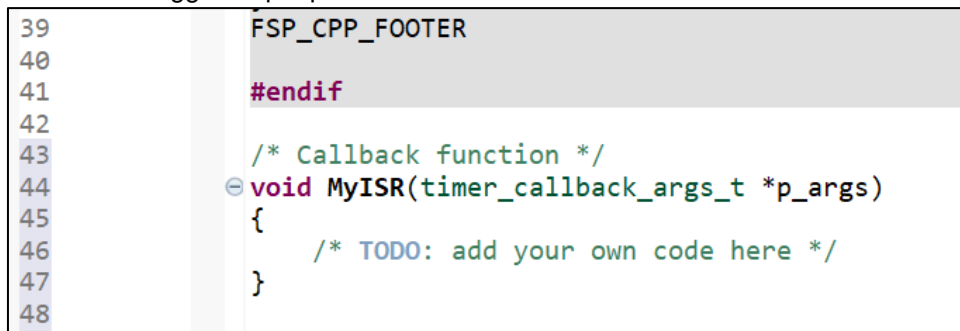 39 FSP_CPP_FOOTER
40
41 #endif
42
43 /* Callback function */
44 void MyISR(timer_callback_args_t *p_args)
45 {
46 /* TODO: add your own code here */
47 }
48